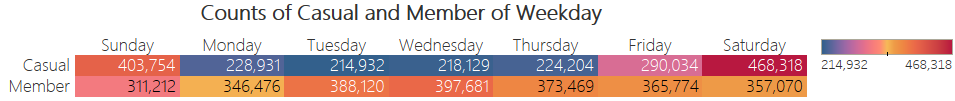 Counts of Casual and Member of Weekday
Sunday Monday Tuesday Wednesday Thursday Friday Saturday
Casual 403,754 228,931 214,932 218,129 224,204 290,034 468,318
Member 311,212 346,476 388,120 397,681 373,469 365,774 357,070
214,932 468,318